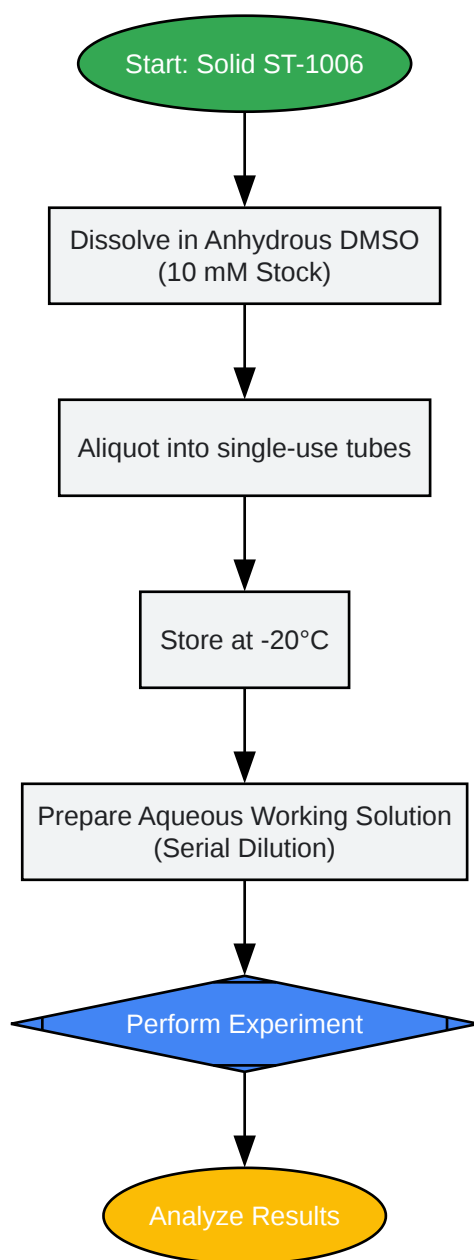 Start: Solid ST-1006
Dissolve in Anhydrous DMSO
(10 mM Stock)
Aliquot into single-use tubes
Store at -20°C
Prepare Aqueous Working Solution
(Serial Dilution)
Perform Experiment
Analyze Results